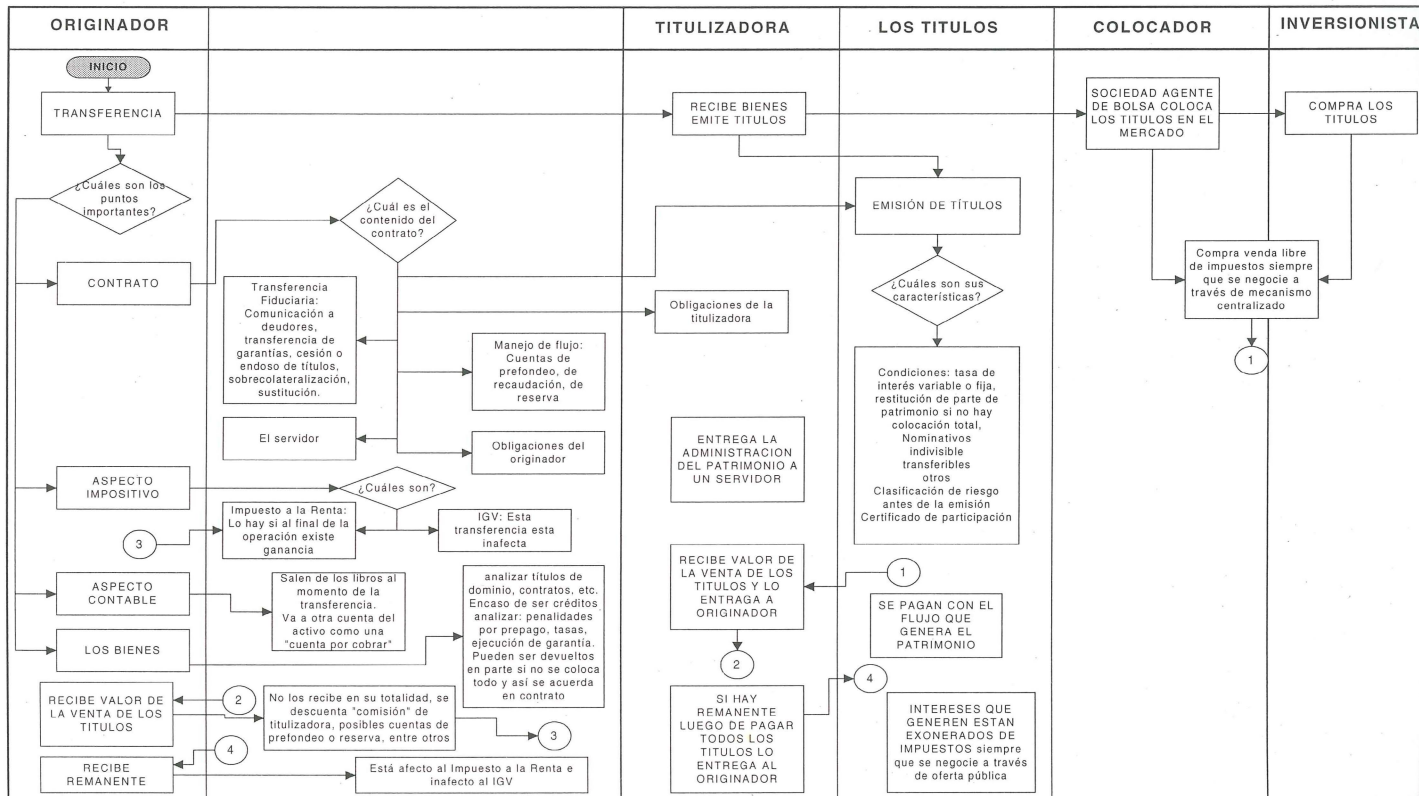 ORIGINADOR
TITULIZADORA
LOS TITULOS
COLOCADOR
INVERSIONISTA
INICIO
TRANSFERENCIA
RECIBE BIENES
EMITE TITULOS
SOCIEDAD AGENTE
DE BOLSA COLOCA
LOS TITULOS EN EL
MERCADO
COMPRA LOS
TITULOS
¿Cuáles son los
puntos
importantes?
¿Cuál es el
contenido del
contrato?
EMISIÓN DE TÍTULOS
CONTRATO
Transferencia
Fiduciaria:
Comunicación a
deudores,
transferencia de
garantías, cesión o
endoso de títulos,
sobrecolateralización,
sustitución.
Obligaciones de la
titulizadora
¿Cuáles son sus
características?
Compra venda libre
de impuestos siempre
que se negocie a
través de mecanismo
centralizado
1
Manejo de flujo:
Cuentas de
prefondeo, de
recaudación, de
reserva
Condiciones: tasa de
interés variable o fija,
restitución de parte de
patrimonio si no hay
colocación total,
Nominativos
indivisible
transferibles
otros
Clasificación de riesgo
antes de la emisión
Certificado de participación
El servidor
Obligaciones del
originador
ENTREGA LA
ADMINISTRACION
DEL PATRIMONIO A
UN SERVIDOR
ASPECTO
IMPOSITIVO
¿Cuáles son?
3
Impuesto a la Renta:
Lo hay si al final de la
operación existe
ganancia
IGV: Esta
transferencia esta
inafecta
ASPECTO
CONTABLE
Salen de los libros al
momento de la
transferencia.
Va a otra cuenta del
activo como una
"cuenta por cobrar"
analizar títulos de
dominio, contratos, etc.
Encaso de ser créditos
analizar: penalidades
por prepago, tasas,
ejecución de garantía.
Pueden ser devueltos
en parte si no se coloca
todo y así se acuerda
en contrato
RECIBE VALOR DE
LA VENTA DE LOS
TITULOS Y LO
ENTRAGA A
ORIGINADOR
1
SE PAGAN CON EL
FLUJO QUE
GENERA EL
PATRIMONIO
LOS BIENES
2
RECIBE VALOR DE
LA VENTA DE LOS
TITULOS
2
No los recibe en su totalidad, se
descuenta "comisión" de
titulizadora, posibles cuentas de
prefondeo o reserva, entre otros
3
SI HAY
REMANENTE
LUEGO DE PAGAR
TODOS LOS
TITULOS LO
ENTREGA AL
ORIGINADOR
4
INTERESES QUE
GENEREN ESTAN
EXONERADOS DE
IMPUESTOS siempre
que se negocie a través
de oferta pública
4
RECIBE
REMANENTE
Está afecto al Impuesto a la Renta e
inafecto al IGV